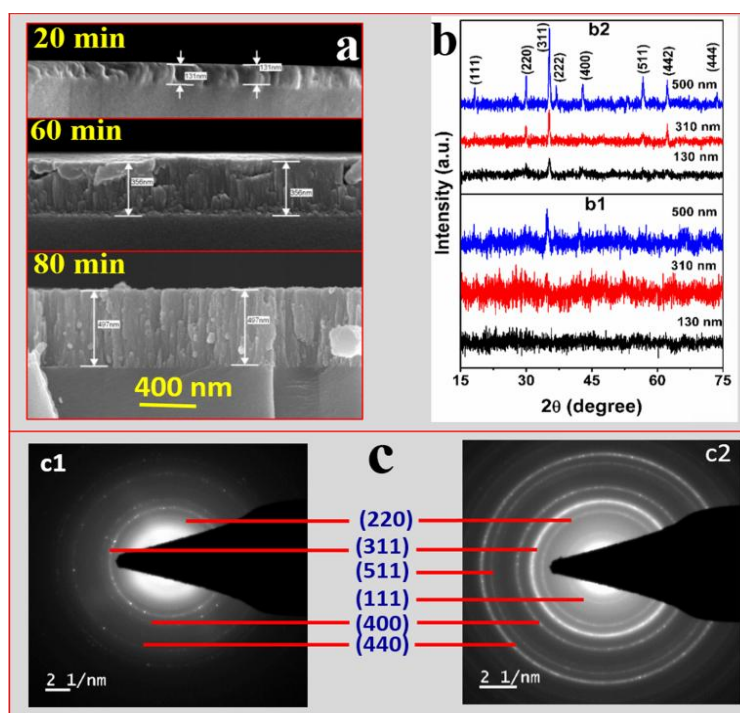 20 min
a
131nm
131nm
60 min
356nm
356nm
80 min
497nm
497nm
400 nm
b
b2
(111)
(220)
(311)
(222)
(400)
(511)
(442)
(444)
500 nm
310 nm
130 nm
b1
500 nm
310 nm
130 nm
Intensity (a.u.)
15 30 45 60 75
2θ (degree)
c1
c
c2
(220)
(311)
(511)
(111)
(400)
(440)
2 1/nm
2 1/nm